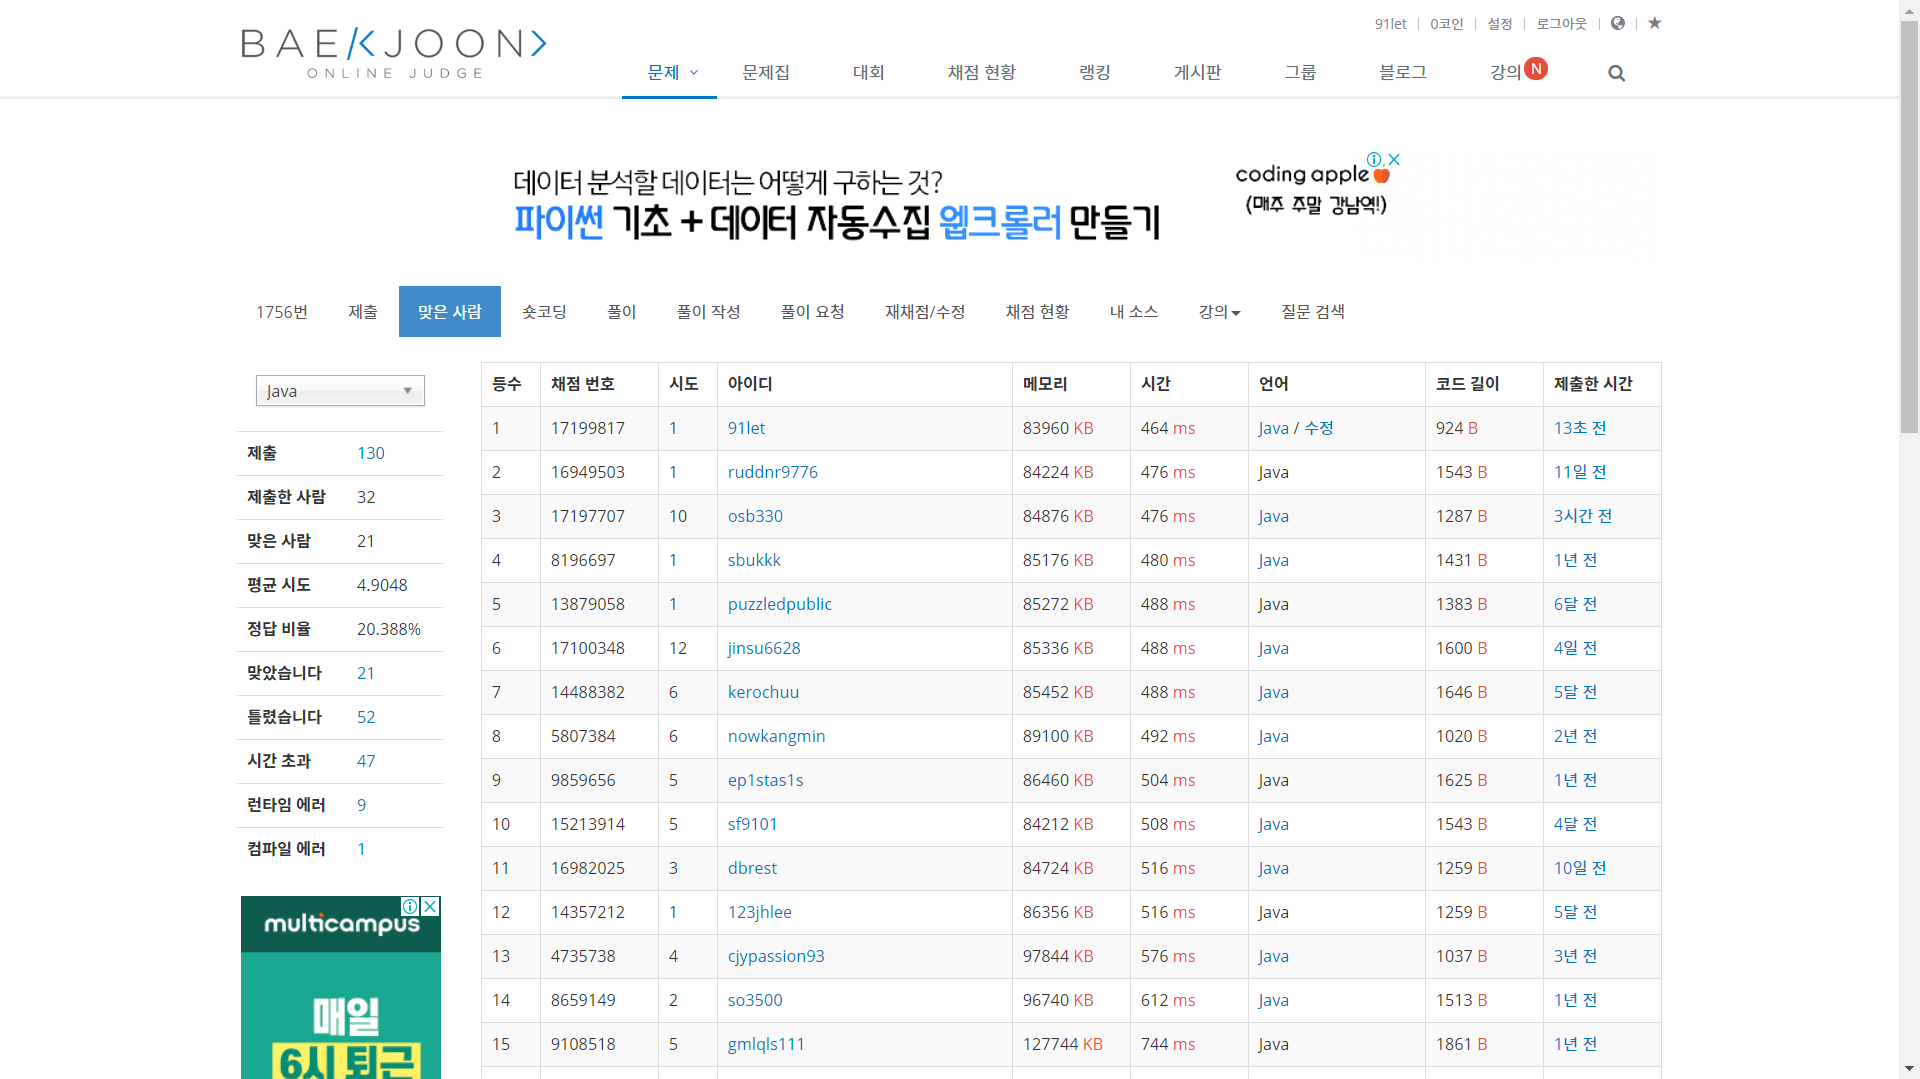 91let 0코인 설정 로그아웃
BAEKJOON
ONLINE JUDGE
문제 문제집 대회 채점 현황 랭킹 게시판 그룹 블로그 강의 N
데이터 분석할 데이터는 어떻게 구하는 것?
파이썬 기초 + 데이터 자동수집 웹크롤러 만들기
coding apple
(매주 주말 강남역!)
1756번 제출 맞은 사람 숏코딩 풀이 풀이 작성 풀이 요청 재채점/수정 채점 현황 내 소스 강의 질문 검색
Java
제출 130
제출한 사람 32
맞은 사람 21
평균 시도 4.9048
정답 비율 20.388%
맞았습니다 21
틀렸습니다 52
시간 초과 47
런타임 에러 9
컴파일 에러 1
multicampus
매일
6시 퇴근
등수 채점 번호 시도 아이디 메모리 시간 언어 코드 길이 제출한 시간
1 17199817 1 91let 83960 KB 464 ms Java / 수정 924 B 13초 전
2 16949503 1 ruddnr9776 84224 KB 476 ms Java 1543 B 11일 전
3 17197707 10 osb330 84876 KB 476 ms Java 1287 B 3시간 전
4 8196697 1 sbukkk 85176 KB 480 ms Java 1431 B 1년 전
5 13879058 1 puzzledpublic 85272 KB 488 ms Java 1383 B 6달 전
6 17100348 12 jinsu6628 85336 KB 488 ms Java 1600 B 4일 전
7 14488382 6 kerochuu 85452 KB 488 ms Java 1646 B 5달 전
8 5807384 6 nowkangmin 89100 KB 492 ms Java 1020 B 2년 전
9 9859656 5 ep1stas1s 86460 KB 504 ms Java 1625 B 1년 전
10 15213914 5 sf9101 84212 KB 508 ms Java 1543 B 4달 전
11 16982025 3 dbrest 84724 KB 516 ms Java 1259 B 10일 전
12 14357212 1 123jhlee 86356 KB 516 ms Java 1259 B 5달 전
13 4735738 4 cjypassion93 97844 KB 576 ms Java 1037 B 3년 전
14 8659149 2 so3500 96740 KB 612 ms Java 1513 B 1년 전
15 9108518 5 gmlqls111 127744 KB 744 ms Java 1861 B 1년 전